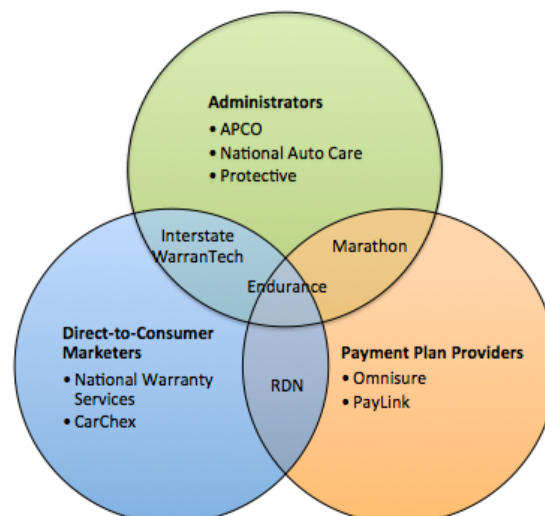 Administrators
• APCO
• National Auto Care
• Protective
Interstate
WarranTech
Marathon
Endurance
Direct-to-Consumer
Marketers
• National Warranty
Services
• CarChex
RDN
Payment Plan Providers
• Omnisure
• PayLink